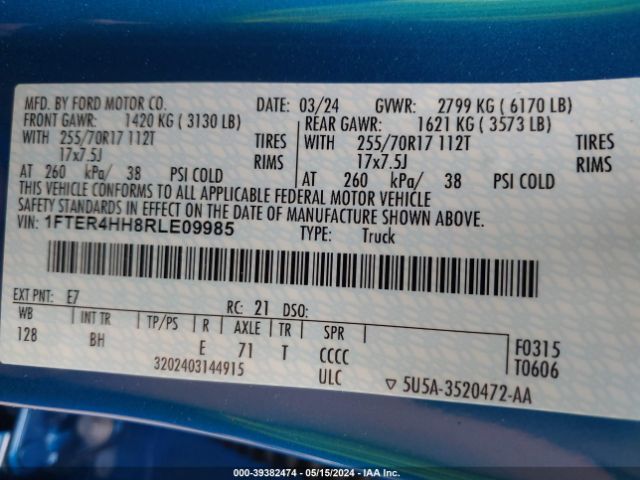 MFD. BY FORD MOTOR CO. DATE: 03/24 GVWR: 2799 KG ( 6170 LB)
FRONT GAWR: 1420 KG ( 3130 LB) REAR GAWR: 1621 KG ( 3573 LB)
WITH 255/70R17 112T TIRES WITH 255/70R17 112T TIRES
17x7.5J RIMS 17x7.5J RIMS
AT 260 kPa/ 38 PSI COLD AT 260 kPa/ 38 PSI COLD
THIS VEHICLE CONFORMS TO ALL APPLICABLE FEDERAL MOTOR VEHICLE
SAFETY STANDARDS IN EFFECT ON THE DATE OF MANUFACTURE SHOWN ABOVE.
VIN: 1FTER4HH8RLE09985 TYPE: Truck
EXT PNT: E7 RC: 21 DSO:
WB INT TR TP/PS R AXLE TR SPR F0315
128 BH E 71 T CCCC T0606
3202403144915 ULC ▽ 5U5A-3520472-AA
000-39382474 - 05/15/2024 - IAA Inc.